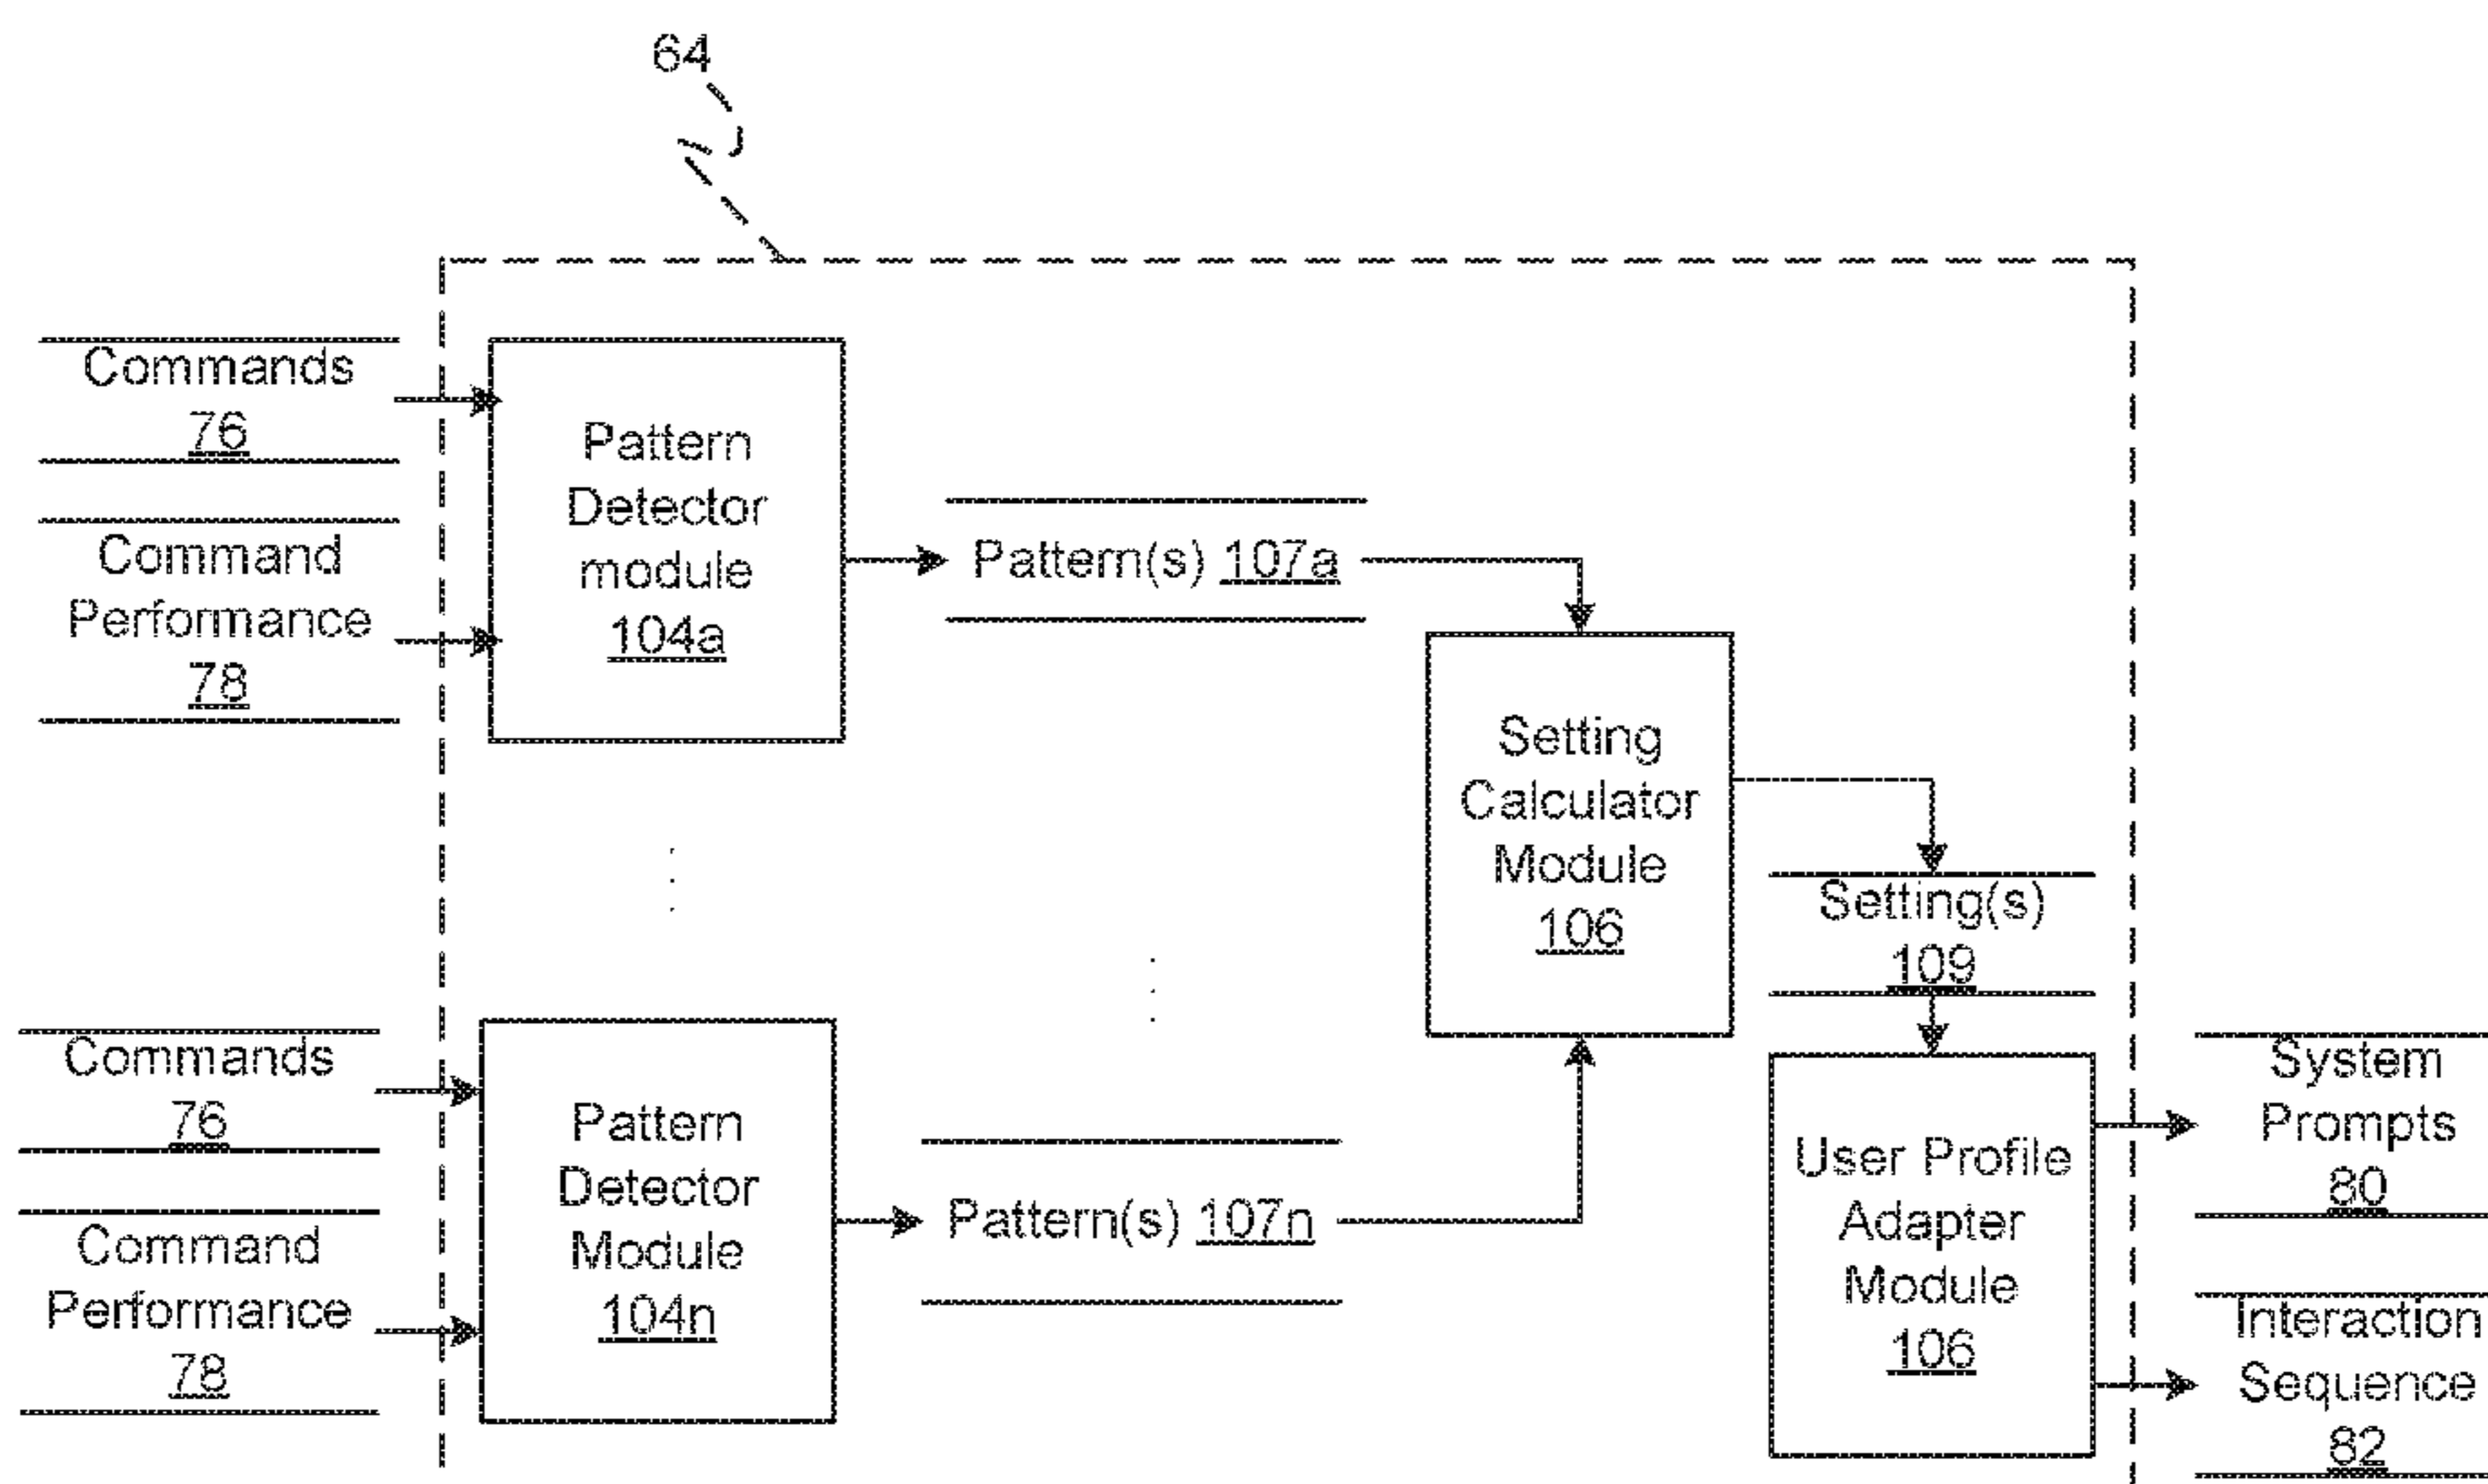 64
Commands
76
Command
Performance
78
Pattern
Detector
module
104a
Pattern(s) 107a
Setting
Calculator
Module
106
Setting(s)
109
Commands
76
Command
Performance
78
Pattern
Detector
Module
104n
Pattern(s) 107n
User Profile
Adapter
Module
106
System
Prompts
80
Interaction
Sequence
82